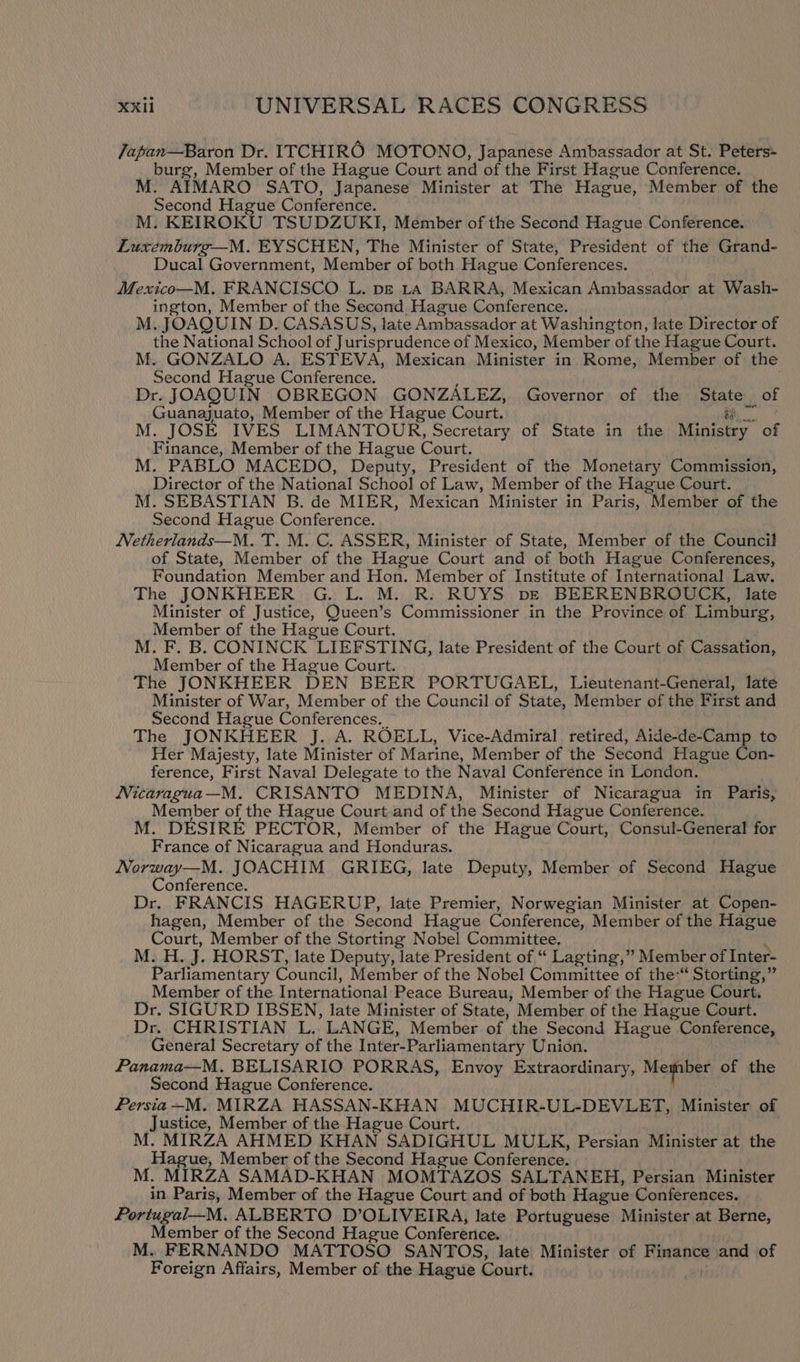 xxii UNIVERSAL RACES CONGRESS
Japan—Baron Dr. ITCHIRŌ MOTONO, Japanese Ambassador at St. Peters-
burg, Member of the Hague Court and of the First Hague Conference.
M. AÏMARO SATO, Japanese Minister at The Hague, Member of the
Second Hague Conference.
M. KEIROKU TSUDZUKI, Member of the Second Hague Conference.
Luxemburg—M. EYSCHEN, The Minister of State, President of the Grand-
Ducal Government, Member of both Hague Conferences.
Mexico—M. FRANCISCO L. DE LA BARRA, Mexican Ambassador at Wash-
ington, Member of the Second Hague Conference.
M. JOAQUIN D. CASASUS, late Ambassador at Washington, late Director of
the National School of Jurisprudence of Mexico, Member of the Hague Court.
M. GONZALO A. ESTEVA, Mexican Minister in Rome, Member of the
Second Hague Conference.
Dr. JOAQUIN OBREGON GONZÁLEZ, Governor of the State of
Guanajuato, Member of the Hague Court.
M. JOSÉ IVES LIMANTOUR, Secretary of State in the Ministry of
Finance, Member of the Hague Court.
M. PABLO MACEDO, Deputy, President of the Monetary Commission,
Director of the National School of Law, Member of the Hague Court.
M. SEBASTIAN B. de MIER, Mexican Minister in Paris, Member of the
Second Hague Conference.
Netherlands—M. T. M. C. ASSER, Minister of State, Member of the Council
of State, Member of the Hague Court and of both Hague Conferences,
Foundation Member and Hon. Member of Institute of International Law.
The JONKHEER G. L. M. R. RUYS DE BEERENBROUCK, late
Minister of Justice, Queen's Commissioner in the Province of Limburg,
Member of the Hague Court.
M. F. B. CONINCK LIEFSTING, late President of the Court of Cassation,
Member of the Hague Court.
The JONKHEER DEN BEER PORTUGAEL, Lieutenant-General, late
Minister of War, Member of the Council of State, Member of the First and
Second Hague Conferences.
The JONKHEER J. A. RÖELL, Vice-Admiral retired, Aide-de-Camp to
Her Majesty, late Minister of Marine, Member of the Second Hague Con-
ference, First Naval Delegate to the Naval Conference in London.
Nicaragua—M. CRISANTO MEDINA, Minister of Nicaragua in Paris,
Member of the Hague Court and of the Second Hague Conference.
M. DÉSIRÉ PECTOR, Member of the Hague Court, Consul-General for
France of Nicaragua and Honduras.
Norway—M. JOACHIM GRIEG, late Deputy, Member of Second Hague
Conference.
Dr. FRANCIS HAGERUP, late Premier, Norwegian Minister at Copen-
hagen, Member of the Second Hague Conference, Member of the Hague
Court, Member of the Storting Nobel Committee.
M. H. J. HORST, late Deputy, late President of "Lagting," Member of Inter-
Parliamentary Council, Member of the Nobel Committee of the "Storting,"
Member of the International Peace Bureau, Member of the Hague Court.
Dr. SIGURD IBSEN, late Minister of State, Member of the Hague Court.
Dr. CHRISTIAN L. LANGE, Member of the Second Hague Conference,
General Secretary of the Inter-Parliamentary Union.
Panama—M. BELISARIO PORRAS, Envoy Extraordinary, Member of the
Second Hague Conference.
Persia—M. MIRZA HASSAN-KHAN MUCHIR-UL-DEVLET, Minister of
Justice, Member of the Hague Court.
M. MIRZA AHMED KHAN SADIGHUL MULK, Persian Minister at the
Hague, Member of the Second Hague Conference.
M. MIRZA SAMAD-KHAN MOMTAZOS SALTANEH, Persian Minister
in Paris, Member of the Hague Court and of both Hague Conferences.
Portugal—M. ALBERTO D'OLIVEIRA, late Portuguese Minister at Berne,
Member of the Second Hague Conference.
M. FERNANDO MATTOSO SANTOS, late Minister of Finance and of
Foreign Affairs, Member of the Hague Court.